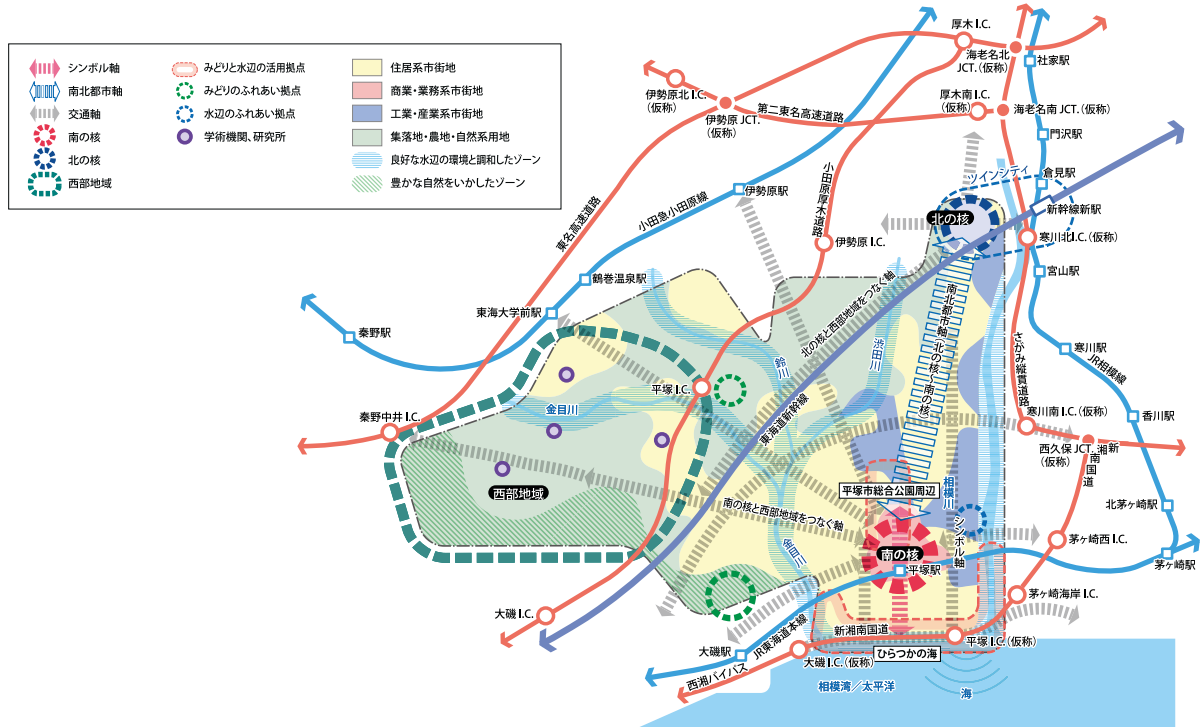 シンボル軸
南北都市軸
交通軸
南の核
北の核
西部地域
みどりと水辺の活用拠点
みどりのふれあい拠点
水辺のふれあい拠点
学術機関、研究所
住居系市街地
商業・業務系市街地
工業・産業系市街地
集落地・農地・自然系用地
良好な水辺の環境と調和したゾーン
豊かな自然をいかしたゾーン
厚木 I.C.
海老名北
JCT.（仮称）
社家駅
伊勢原北 I.C.
（仮称）
伊勢原 JCT.
（仮称）
第二東名高速道路
厚木南 I.C.
（仮称）
海老名南 JCT.（仮称）
門沢駅
倉見駅
ツインシティ
新幹線新駅
北の核
寒川北I.C.（仮称）
宮山駅
伊勢原駅
小田原厚木道路
伊勢原 I.C.
小田急小田原線
東名高速道路
鶴巻温泉駅
東海大学前駅
秦野駅
秦野中井 I.C.
北の核と西部地域をつなぐ軸
南北都市軸（北の核～南の核）
渋田川
鈴川
平塚 I.C.
金目川
東海道新幹線
さがみ縦貫道路
寒川駅
JR相模線
香川駅
寒川南 I.C.（仮称）
西久保 JCT.
（仮称）
新湘南国道
西部地域
平塚市総合公園周辺
相模川
シンボル軸
南の核と西部地域をつなぐ軸
金目川
南の核
平塚駅
北茅ヶ崎駅
茅ヶ崎西 I.C.
茅ヶ崎駅
茅ヶ崎海岸 I.C.
大磯 I.C.
大磯駅
JR東海道本線
新湘南国道
平塚 I.C.（仮称）
ひらつかの海
大磯 I.C.（仮称）
西湘バイパス
相模湾／太平洋
海